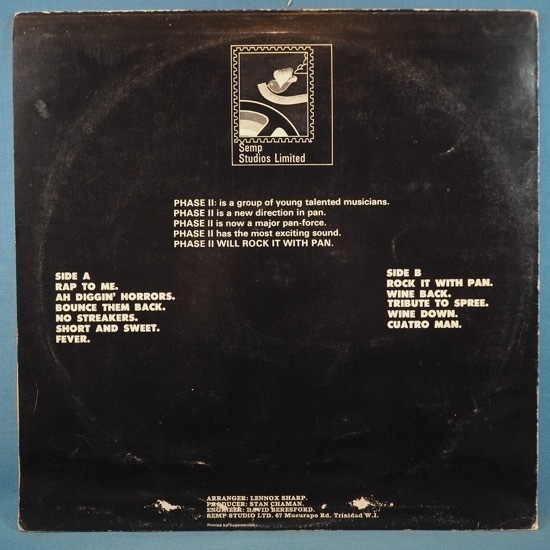 Semp
Studios Limited
PHASE II: is a group of young talented musicians.
PHASE II is a new direction in pan.
PHASE II is now a major pan-force.
PHASE II has the most exciting sound.
PHASE II WILL ROCK IT WITH PAN.
SIDE A
RAP TO ME.
AH DIGGIN' HORRORS.
BOUNCE THEM BACK.
NO STREAKERS.
SHORT AND SWEET.
FEVER.
SIDE B
ROCK IT WITH PAN.
WINE BACK.
TRIBUTE TO SPREE.
WINE DOWN.
CUATRO MAN.
ARRANGER: LENNOX SHARP.
PRODUCER: STAN CHAMAN.
ENGINEER: DAVID BERESFORD.
SEMP STUDIO LTD. 67 Mucurapo Rd. Trinidad W.I.
Printed by